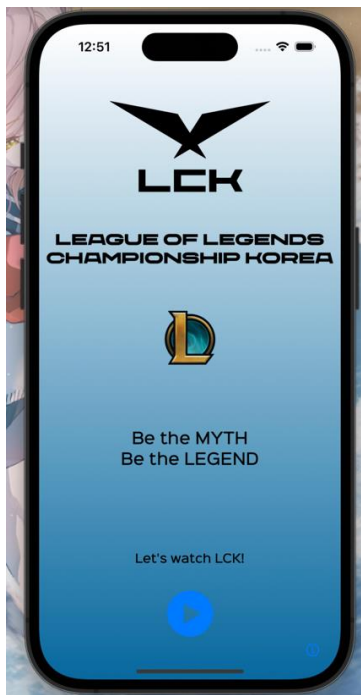 12:51
LCK
LEAGUE OF LEGENDS
CHAMPIONSHIP KOREA
Be the MYTH
Be the LEGEND
Let's watch LCK!